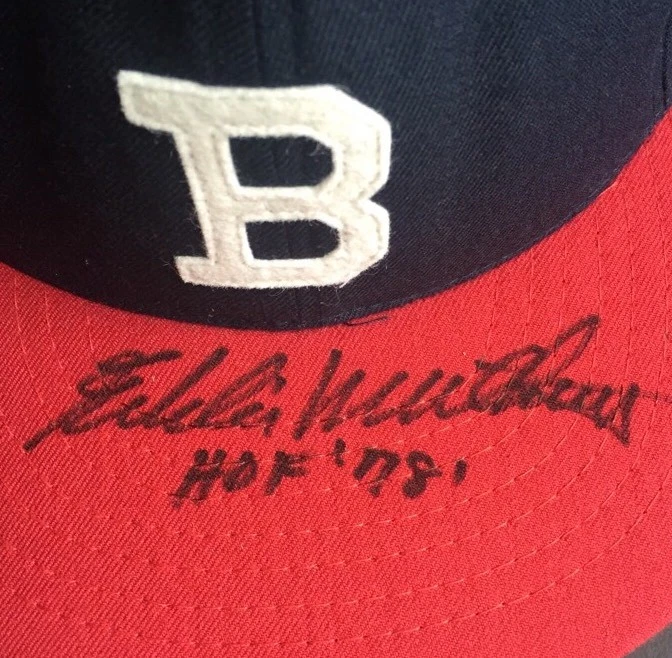 B
Eddie Mathews
HOF '78'